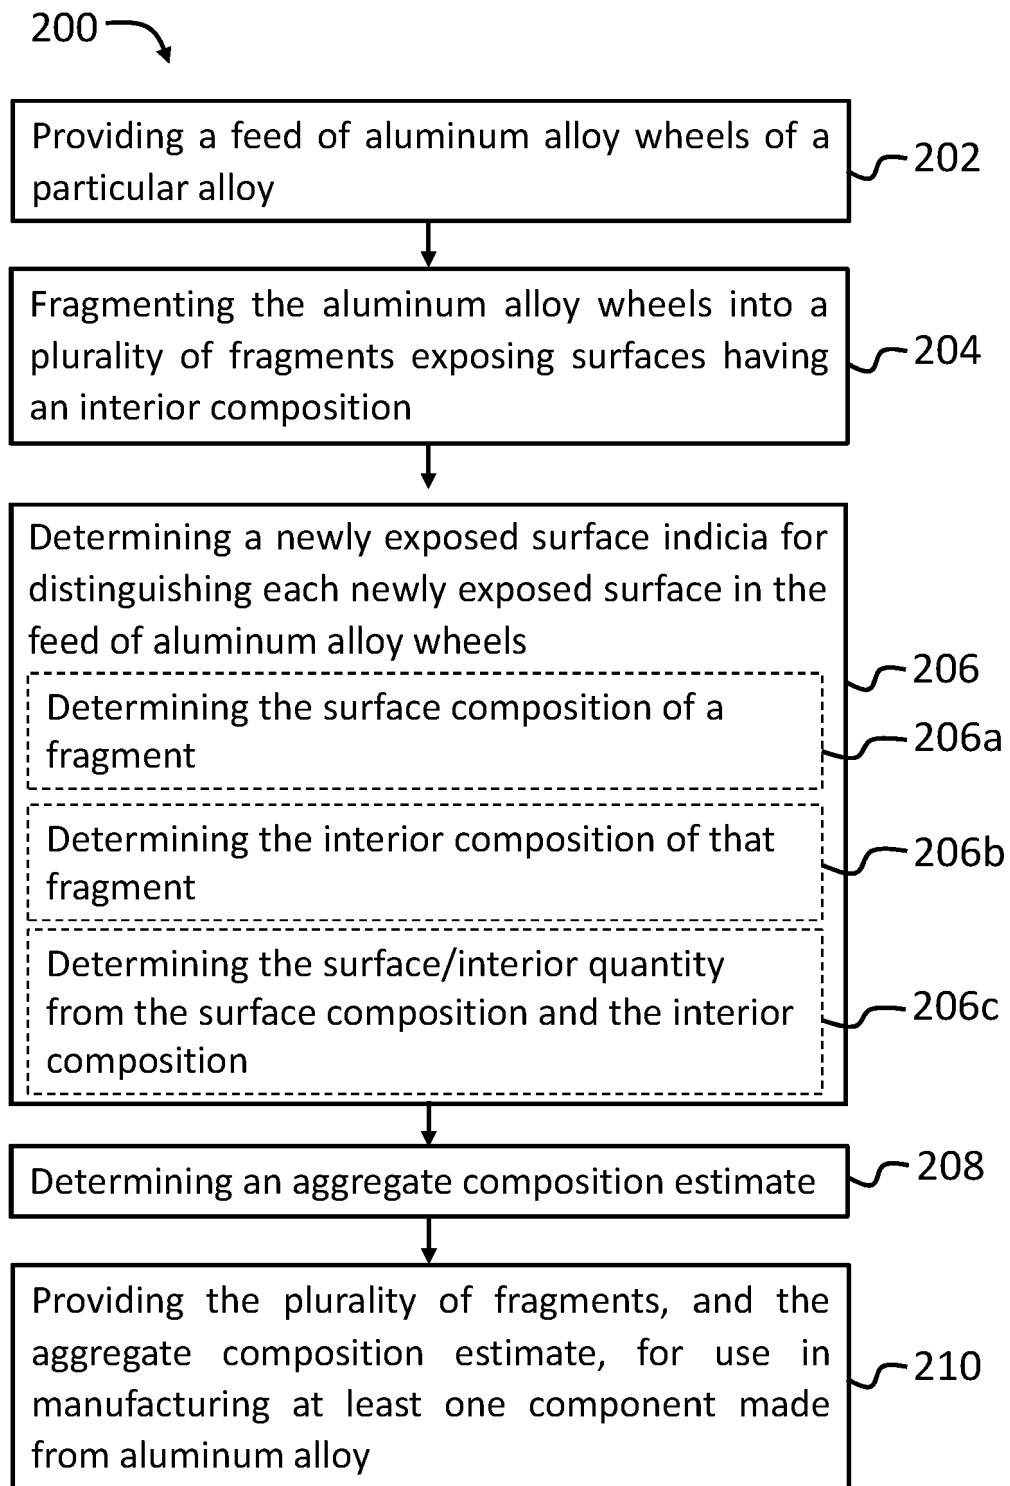 200
Providing a feed of aluminum alloy wheels of a
particular alloy
202
Fragmenting the aluminum alloy wheels into a
plurality of fragments exposing surfaces having
an interior composition
204
Determining a newly exposed surface indicia for
distinguishing each newly exposed surface in the
feed of aluminum alloy wheels
206
Determining the surface composition of a
fragment
206a
Determining the interior composition of that
fragment
206b
Determining the surface/interior quantity
from the surface composition and the interior
composition
206c
Determining an aggregate composition estimate
208
Providing the plurality of fragments, and the
aggregate composition estimate, for use in
manufacturing at least one component made
from aluminum alloy
210